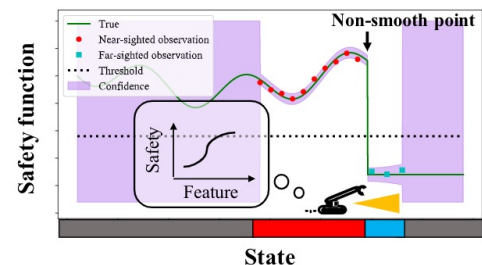 Non-smooth point
True
Near-sighted observation
Far-sighted observation
Threshold
Confidence
Safety function
Safety
Feature
State